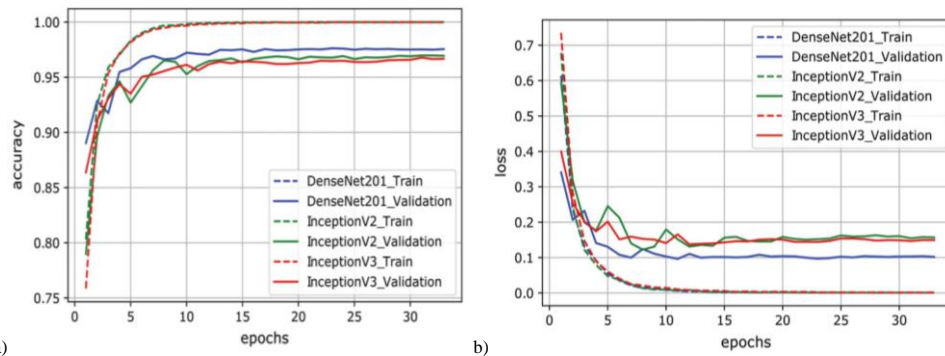 1.00
0.95
0.90
0.85
0.80
0.75
accuracy
DenseNet201_Train
DenseNet201_Validation
InceptionV2_Train
InceptionV2_Validation
InceptionV3_Train
InceptionV3_Validation
0 5 10 15 20 25 30
epochs
0.7
0.6
0.5
0.4
0.3
0.2
0.1
0.0
loss
DenseNet201_Train
DenseNet201_Validation
InceptionV2_Train
InceptionV2_Validation
InceptionV3_Train
InceptionV3_Validation
0 5 10 15 20 25 30
epochs
b)